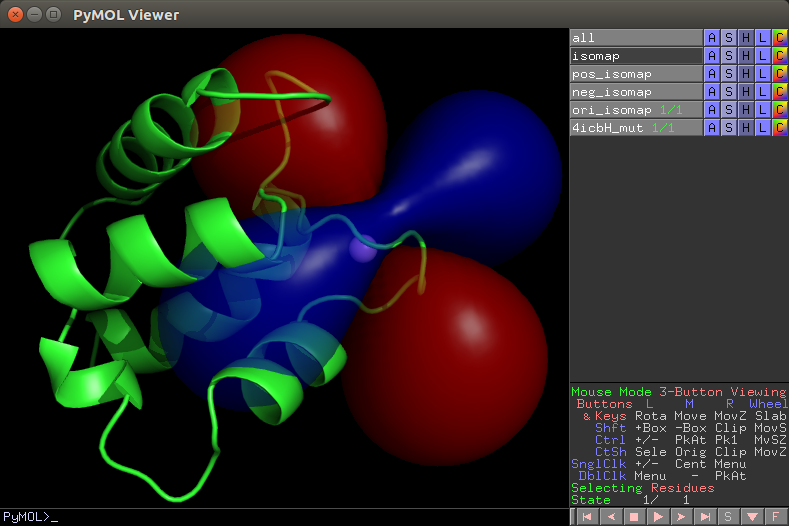 PyMOL Viewer
all A S H L C
isomap A S H L C
pos_isomap A S H L C
neg_isomap A S H L C
ori_isomap 1/1 A S H L C
4icbH_mut 1/1 A S H L C
Mouse Mode 3-Button Viewing
Buttons L M R Wheel
& Keys Rota Move MovZ Slab
Shft +Box -Box Clip MovS
Ctrl +/- PkAt Pk1 MvSZ
CtSh Sele Orig Clip MovZ
SnglClk +/- Cent Menu
DblClk Menu - PkAt
Selecting Residues
State 1/ 1
PyMOL>_ S F